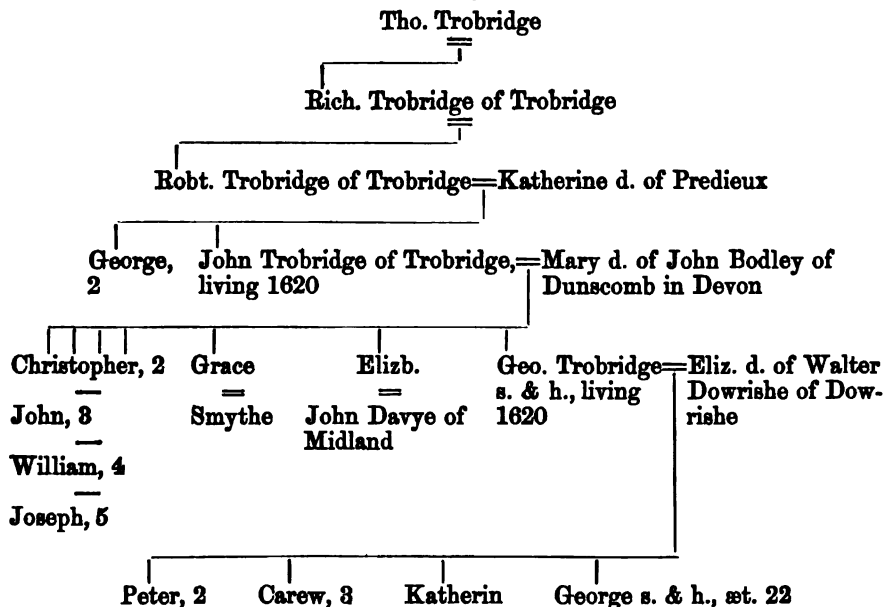 Tho. Trobridge
Rich. Trobridge of Trobridge
Robt. Trobridge of Trobridge=Katherine d. of Predieux
George, 2
John Trobridge of Trobridge,=Mary d. of John Bodley of
living 1620
Dunscomb in Devon
Christopher, 2
John, 3
William, 4
Joseph, 5
Grace
=
Smythe
Elizb.
=
John Davye of
Midland
Geo. Trobridge=Eliz. d. of Walter
s. & h., living
1620
Dowrishe of Dow-
rishe
Peter, 2
Carew, 3
Katherin
George s. & h., æt. 22